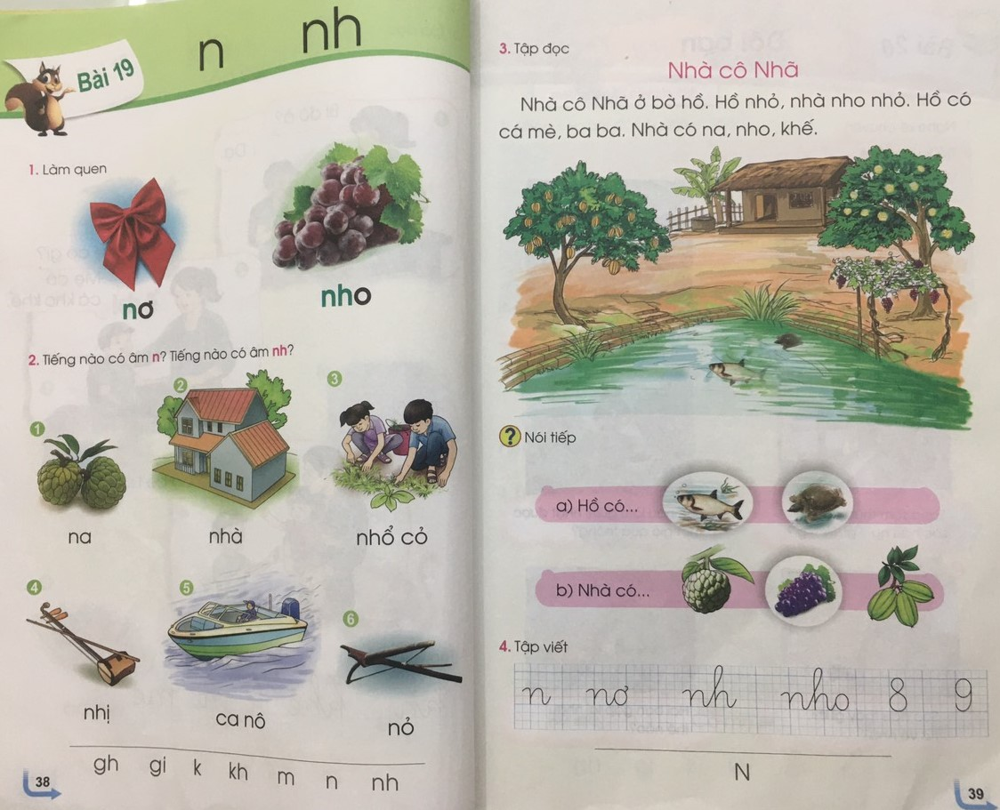 n nh
Bài 19
1. Làm quen
nơ nho
2. Tiếng nào có âm n? Tiếng nào có âm nh?
1 2 3
na nhà nhổ cỏ
4 5 6
nhị ca nô nỏ
gh gi k kh m n nh
38
3. Tập đọc
Nhà cô Nhã
Nhà cô Nhã ở bờ hồ. Hồ nhỏ, nhà nho nhỏ. Hồ có
cá mè, ba ba. Nhà có na, nho, khế.
? Nói tiếp
a) Hồ có...
b) Nhà có...
4. Tập viết
n nơ nh nho 8 9
N
39